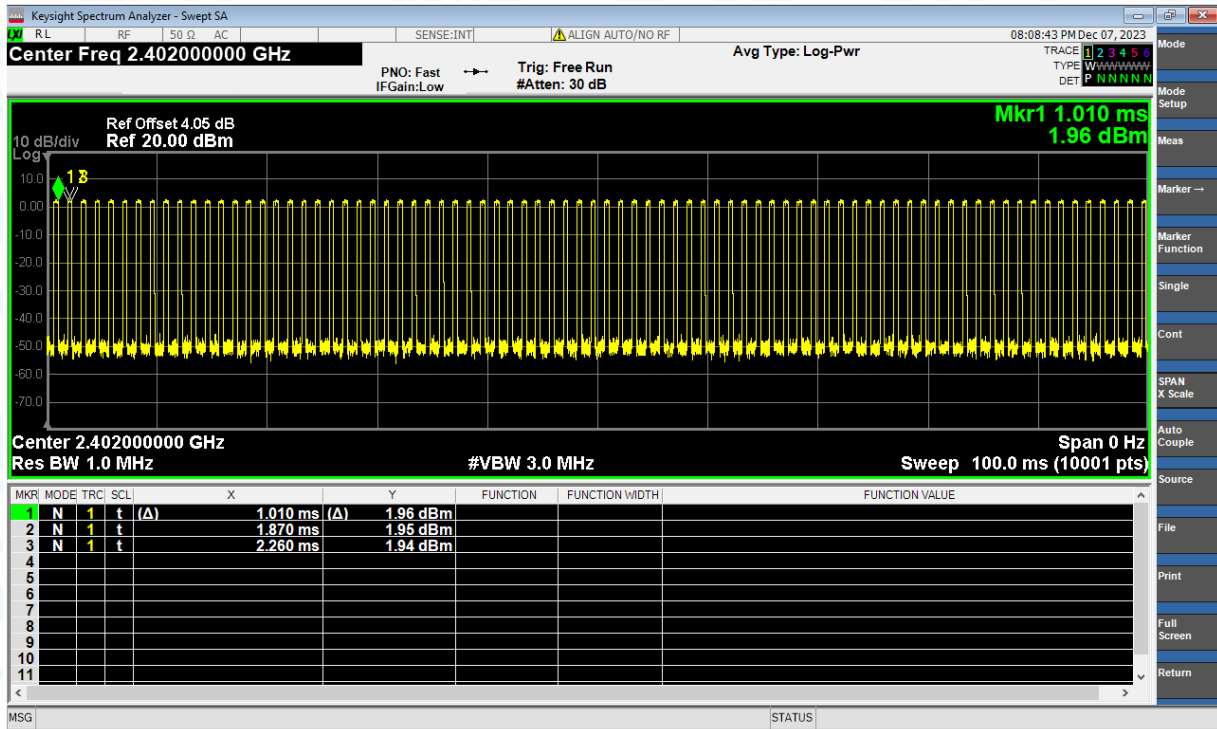 Keysight Spectrum Analyzer - Swept SA
LXI RL RF 50 Ω AC SENSE:INT ALIGN AUTO/NO RF 08:08:43 PM Dec 07, 2023
Center Freq 2.402000000 GHz
Avg Type: Log-Pwr
TRACE 1 2 3 4 5 6
PNO: Fast Trig: Free Run
TYPE WWWWWW
IFGain:Low #Atten: 30 dB
DET P N N N N N
Mkr1 1.010 ms
1.96 dBm
Ref Offset 4.05 dB
10 dB/div Ref 20.00 dBm
Log
10.0
0.00
-10.0
-20.0
-30.0
-40.0
-50.0
-60.0
-70.0
Center 2.402000000 GHz Span 0 Hz
Res BW 1.0 MHz #VBW 3.0 MHz Sweep 100.0 ms (10001 pts)
MKR MODE TRC SCL X Y FUNCTION FUNCTION WIDTH FUNCTION VALUE
1 N 1 t (Δ) 1.010 ms (Δ) 1.96 dBm
2 N 1 t 1.870 ms 1.95 dBm
3 N 1 t 2.260 ms 1.94 dBm
4
5
6
7
8
9
10
11
MSG STATUS
Mode
Mode
Setup
Meas
Marker →
Marker
Function
Single
Cont
SPAN
X Scale
Auto
Couple
Source
File
Print
Full
Screen
Return